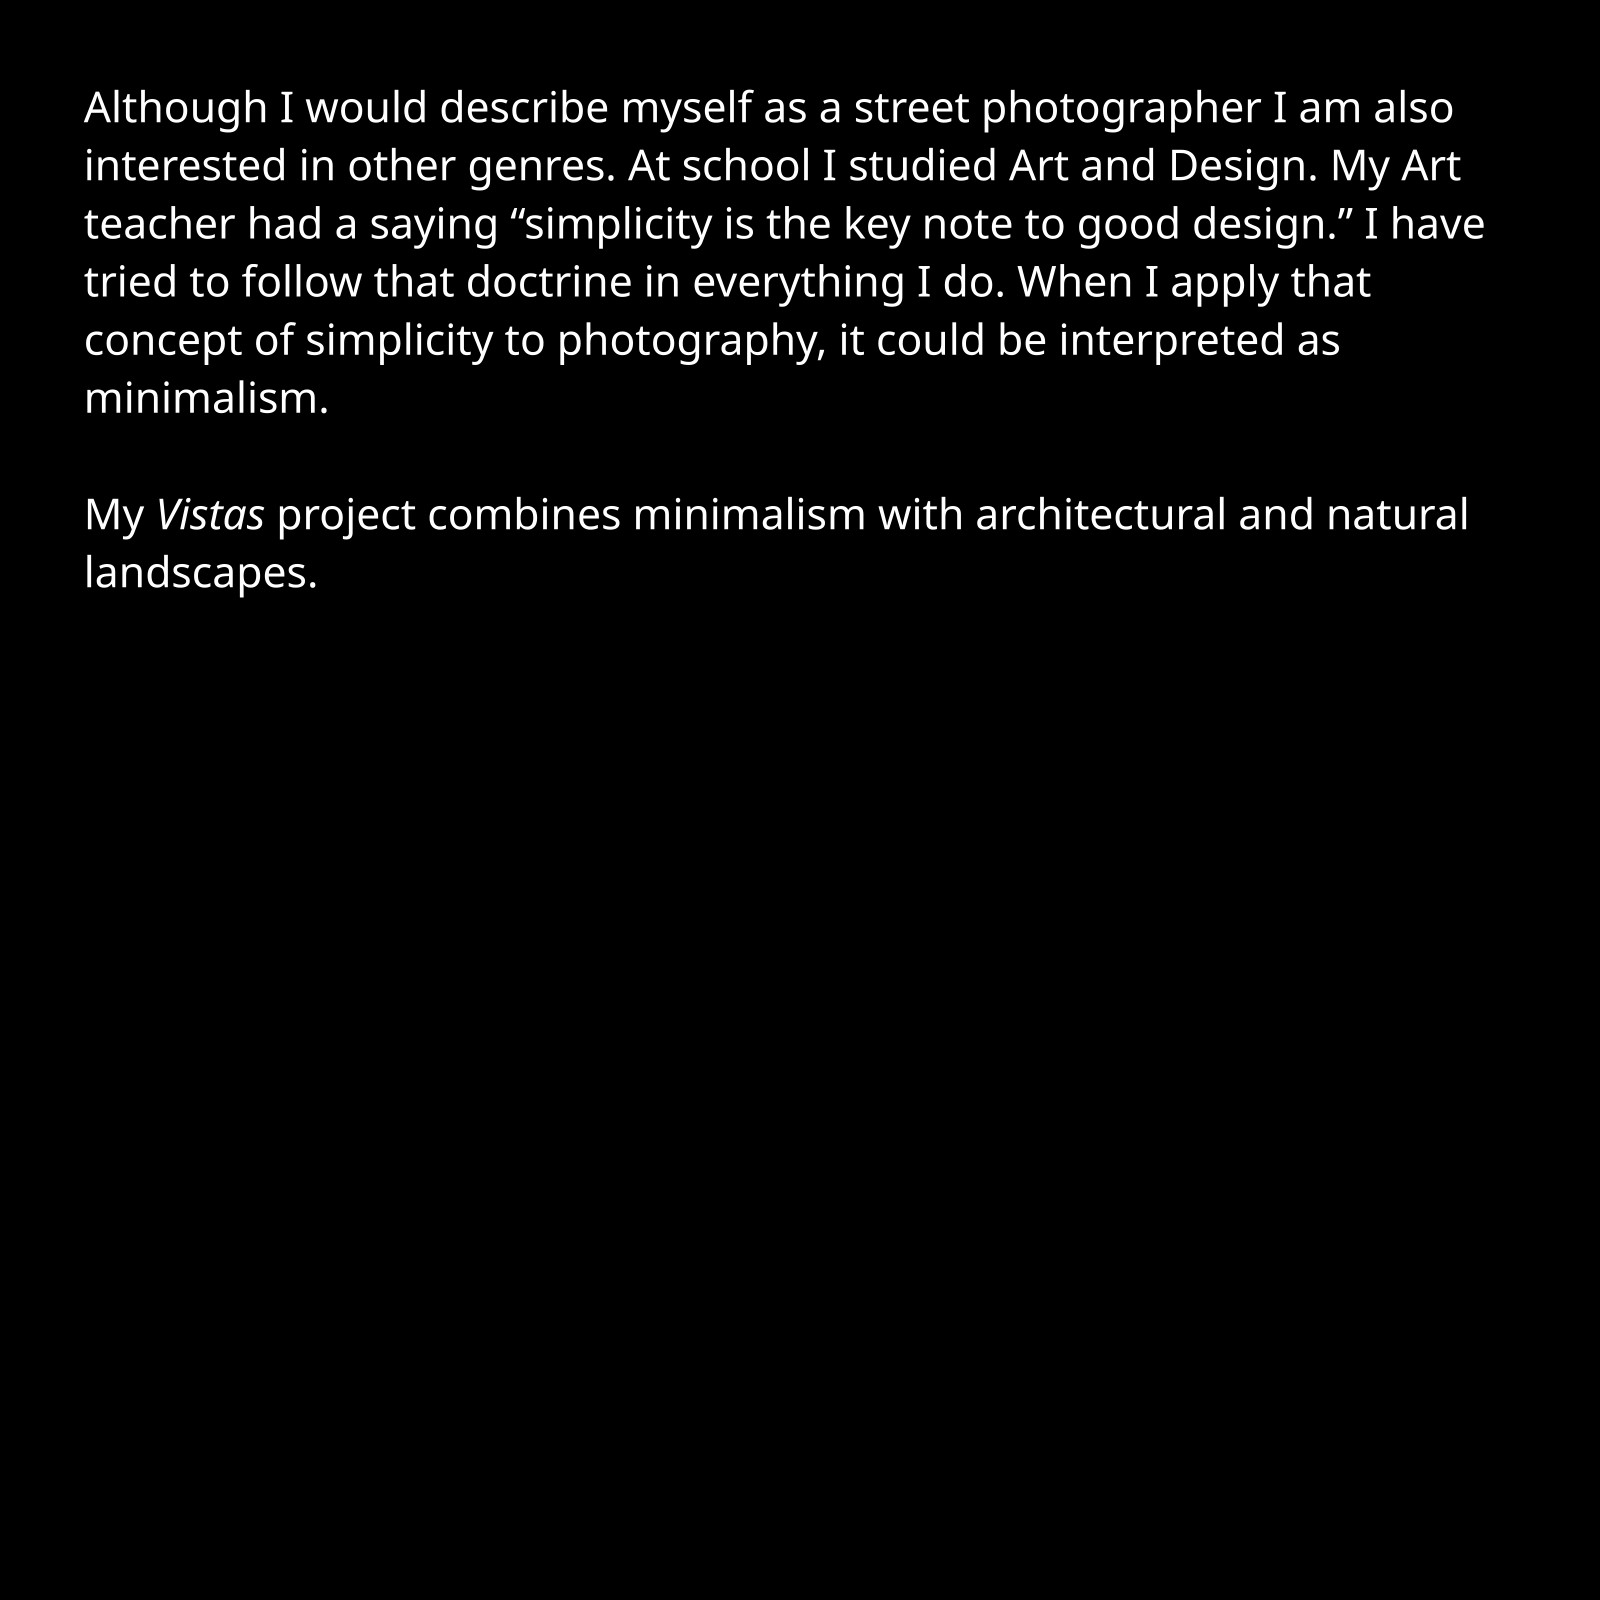 Although I would describe myself as a street photographer I am also
interested in other genres. At school I studied Art and Design. My Art
teacher had a saying “simplicity is the key note to good design.” I have
tried to follow that doctrine in everything I do. When I apply that
concept of simplicity to photography, it could be interpreted as
minimalism.

My Vistas project combines minimalism with architectural and natural
landscapes.